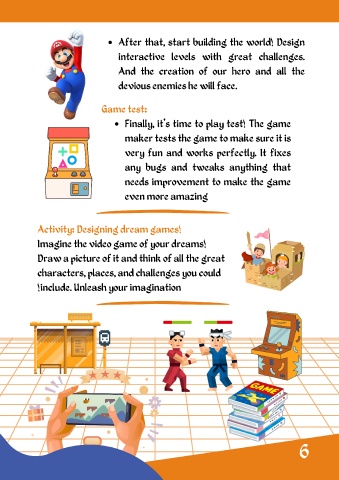 • After that, start building the world! Design
interactive levels with great challenges.
And the creation of our hero and all the
devious enemies he will face.
Game test:
• Finally, it's time to play test! The game
maker tests the game to make sure it is
very fun and works perfectly. It fixes
any bugs and tweaks anything that
needs improvement to make the game
even more amazing
Activity: Designing dream games!
Imagine the video game of your dreams!
Draw a picture of it and think of all the great
characters, places, and challenges you could
!include. Unleash your imagination
GAME
6